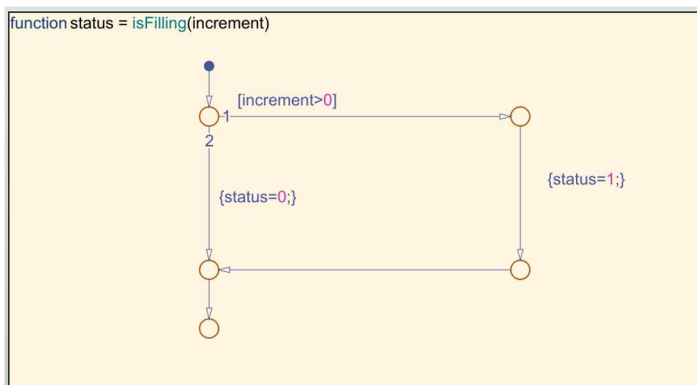 function status = isFilling(increment)
[increment>0]
1
2
{status=1;}
{status=0;}